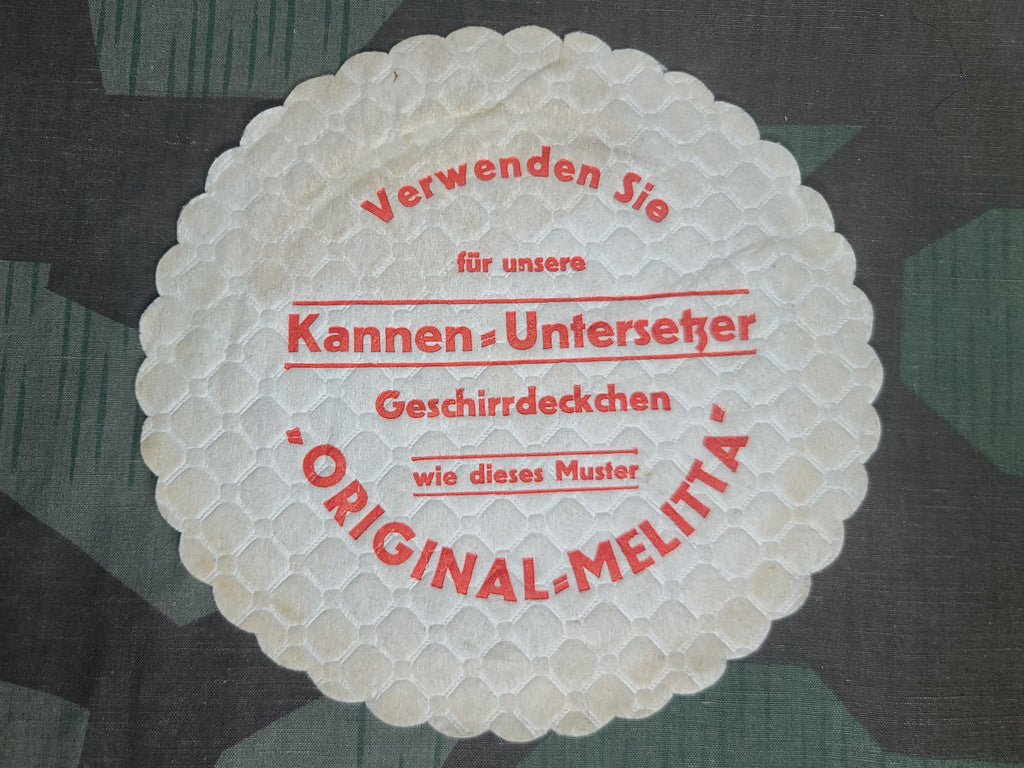 Verwenden Sie
für unsere
Kannen=Untersetzer
Geschirrdeckchen
wie dieses Muster
„ORIGINAL=MELITTA“